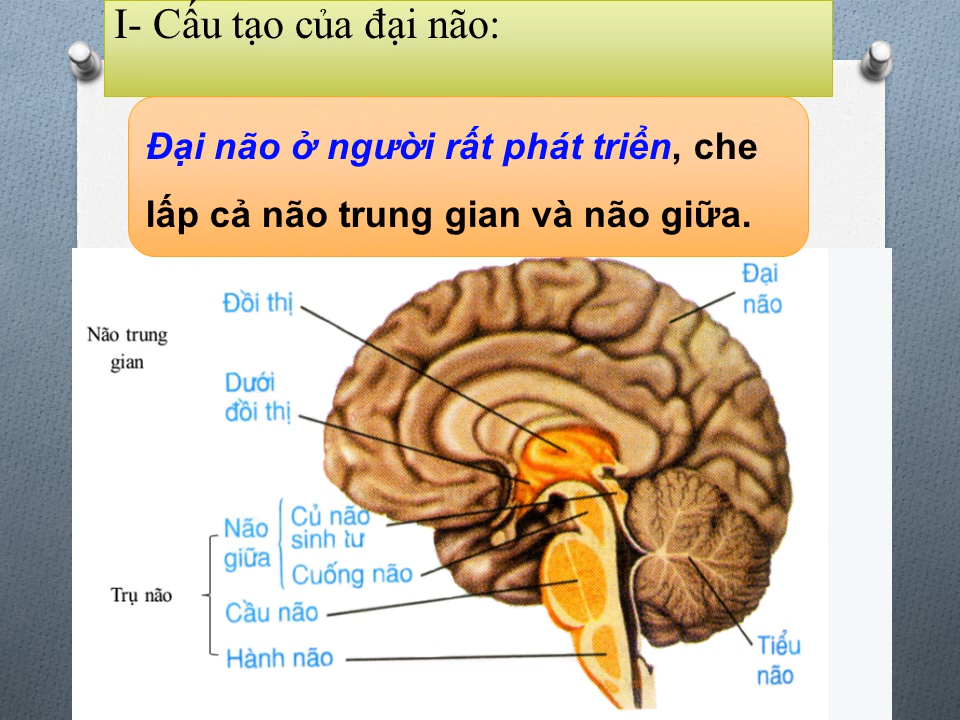 I- Cấu tạo của đại não:
Đại não ở người rất phát triển, che
lấp cả não trung gian và não giữa.
Đồi thị
Đại
não
Não trung
gian
Dưới
đồi thị
Não
giữa
Củ não
sinh tư
Cuống não
Trụ não
Cầu não
Hành não
Tiểu
não